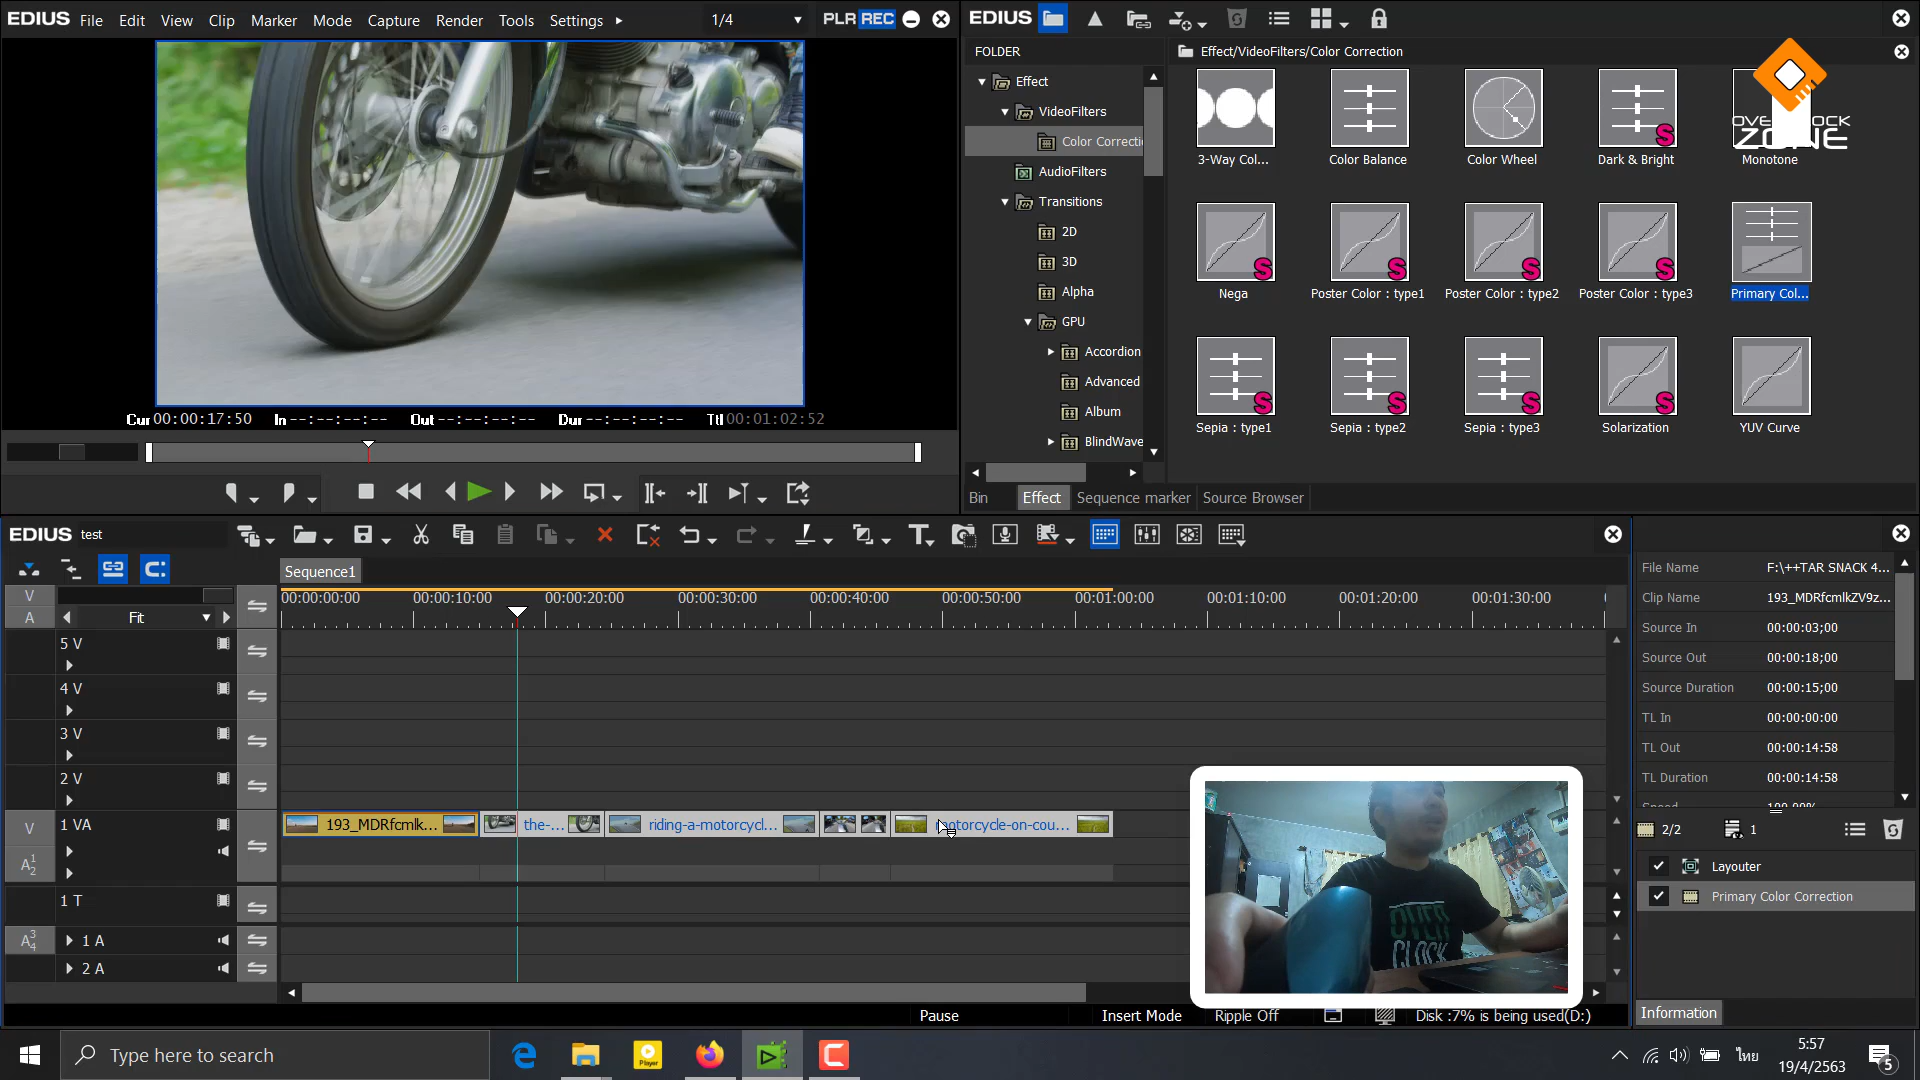 EDIUS File Edit View Clip Marker Mode Capture Render Tools Settings 1/4 PLR REC
Cur 00:00:17:50 In --:--:--:-- Out --:--:--:-- Dur --:--:--:-- Ttl 00:01:02:52
EDIUS
FOLDER
Effect
VideoFilters
Color Correcti
AudioFilters
Transitions
2D
3D
Alpha
GPU
Accordion
Advanced
Album
BlindWave
Effect/VideoFilters/Color Correction
3-Way Col... Color Balance Color Wheel Dark & Bright Monotone
ZONE
Nega Poster Color : type1 Poster Color : type2 Poster Color : type3 Primary Col...
Sepia : type1 Sepia : type2 Sepia : type3 Solarization YUV Curve
Bin Effect Sequence marker Source Browser
EDIUS test
Sequence1
V
A
Fit
00:00:00:00 00:00:10:00 00:00:20:00 00:00:30:00 00:00:40:00 00:00:50:00 00:01:00:00 00:01:10:00 00:01:20:00 00:01:30:00
5 V
4 V
3 V
2 V
V 1 VA
193_MDRfcmlk... the-... riding-a-motorcycl... motorcycle-on-cou...
A 1 2
1 T
A 3 4
1 A
2 A
OVER
CLOCK
Pause Insert Mode Ripple Off Disk :7% is being used(D:)
File Name F:\++TAR SNACK 4...
Clip Name 193_MDRfcmlkZV9z...
Source In 00:00:03;00
Source Out 00:00:18;00
Source Duration 00:00:15;00
TL In 00:00:00:00
TL Out 00:00:14:58
TL Duration 00:00:14:58
Speed 100.00%
2/2 1
Layouter
Primary Color Correction
Information
Type here to search
Player
ไทย
5:57
19/4/2563
5